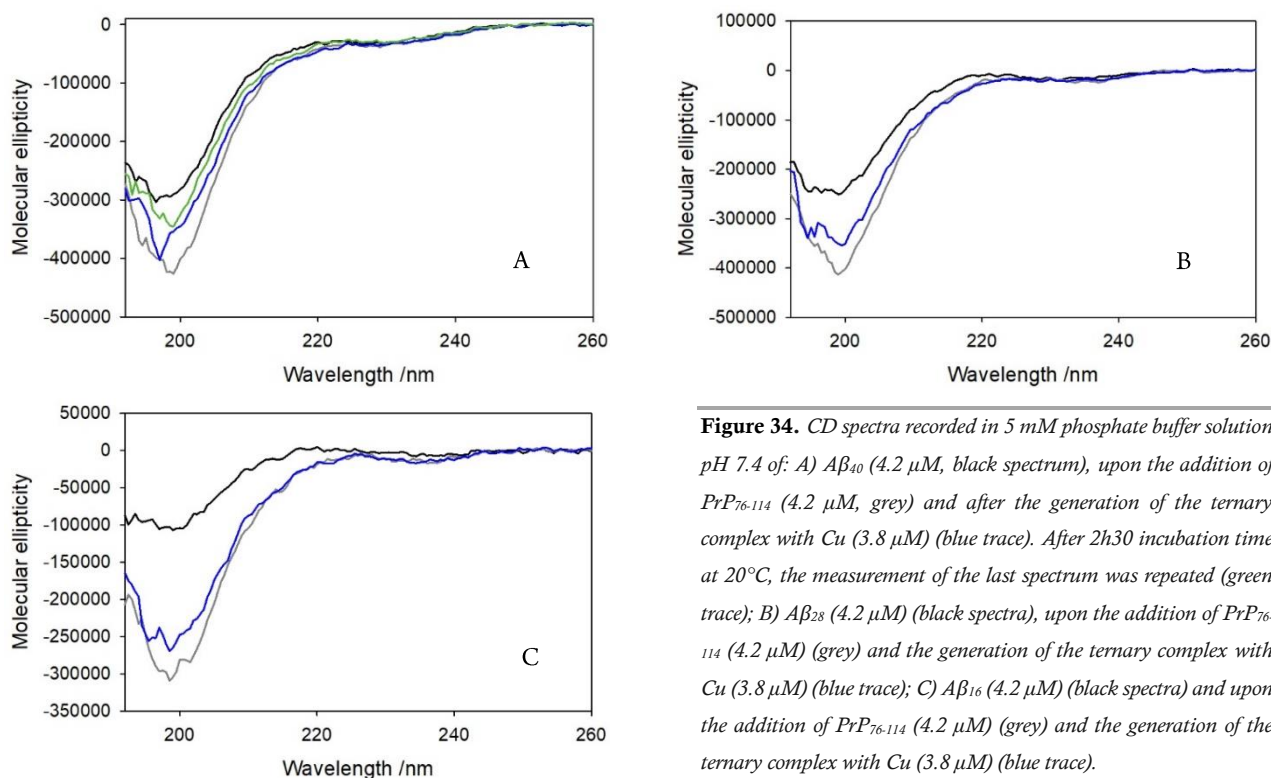 0
-100000
-200000
-300000
-400000
-500000
Molecular ellipticity
A
200 220 240 260
Wavelength /nm
100000
0
-100000
-200000
-300000
-400000
-500000
Molecular ellipticity
B
200 220 240 260
Wavelength /nm
50000
0
-50000
-100000
-150000
-200000
-250000
-300000
-350000
Molecular ellipticity
C
200 220 240 260
Wavelength /nm
Figure 34. CD spectra recorded in 5 mM phosphate buffer solution
pH 7.4 of: A) Aβ40 (4.2 μM, black spectrum), upon the addition of
PrP76-114 (4.2 μM, grey) and after the generation of the ternary
complex with Cu (3.8 μM) (blue trace). After 2h30 incubation time
at 20°C, the measurement of the last spectrum was repeated (green
trace); B) Aβ28 (4.2 μM) (black spectra), upon the addition of PrP76-
114 (4.2 μM) (grey) and the generation of the ternary complex with
Cu (3.8 μM) (blue trace); C) Aβ16 (4.2 μM) (black spectra) and upon
the addition of PrP76-114 (4.2 μM) (grey) and the generation of the
ternary complex with Cu (3.8 μM) (blue trace).